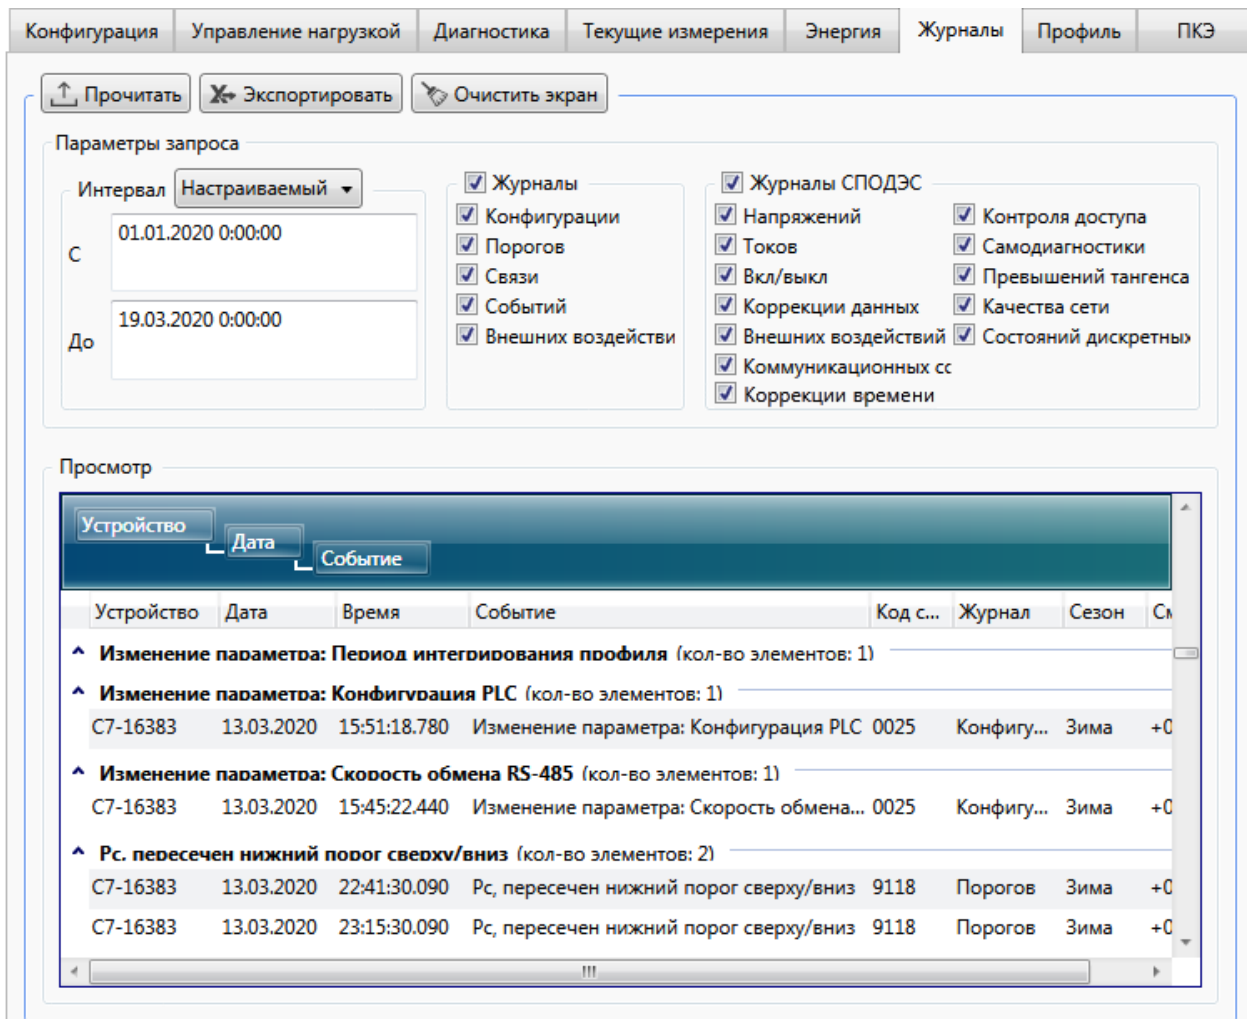 Конфигурация Управление нагрузкой Диагностика Текущие измерения Энергия Журналы Профиль ПКЭ
Прочитать Экспортировать Очистить экран
Параметры запроса
Интервал Настраиваемый
С 01.01.2020 0:00:00
До 19.03.2020 0:00:00
Журналы
Конфигурации
Порогов
Связи
Событий
Внешних воздействи
Журналы СПОДЭС
Напряжений
Токов
Вкл/выкл
Коррекции данных
Внешних воздействий
Коммуникационных сс
Коррекции времени
Контроля доступа
Самодиагностики
Превышений тангенса
Качества сети
Состояний дискретных
Просмотр
Устройство
Дата
Событие
Устройство Дата Время Событие Код с... Журнал Сезон См
Изменение параметра: Период интегрирования профиля (кол-во элементов: 1)
Изменение параметра: Конфигурация PLC (кол-во элементов: 1)
C7-16383 13.03.2020 15:51:18.780 Изменение параметра: Конфигурация PLC 0025 Конфигу... Зима +0
Изменение параметра: Скорость обмена RS-485 (кол-во элементов: 1)
C7-16383 13.03.2020 15:45:22.440 Изменение параметра: Скорость обмена... 0025 Конфигу... Зима +0
Pc, пересечен нижний порог сверху/вниз (кол-во элементов: 2)
C7-16383 13.03.2020 22:41:30.090 Pc, пересечен нижний порог сверху/вниз 9118 Порогов Зима +0
C7-16383 13.03.2020 23:15:30.090 Pc, пересечен нижний порог сверху/вниз 9118 Порогов Зима +0